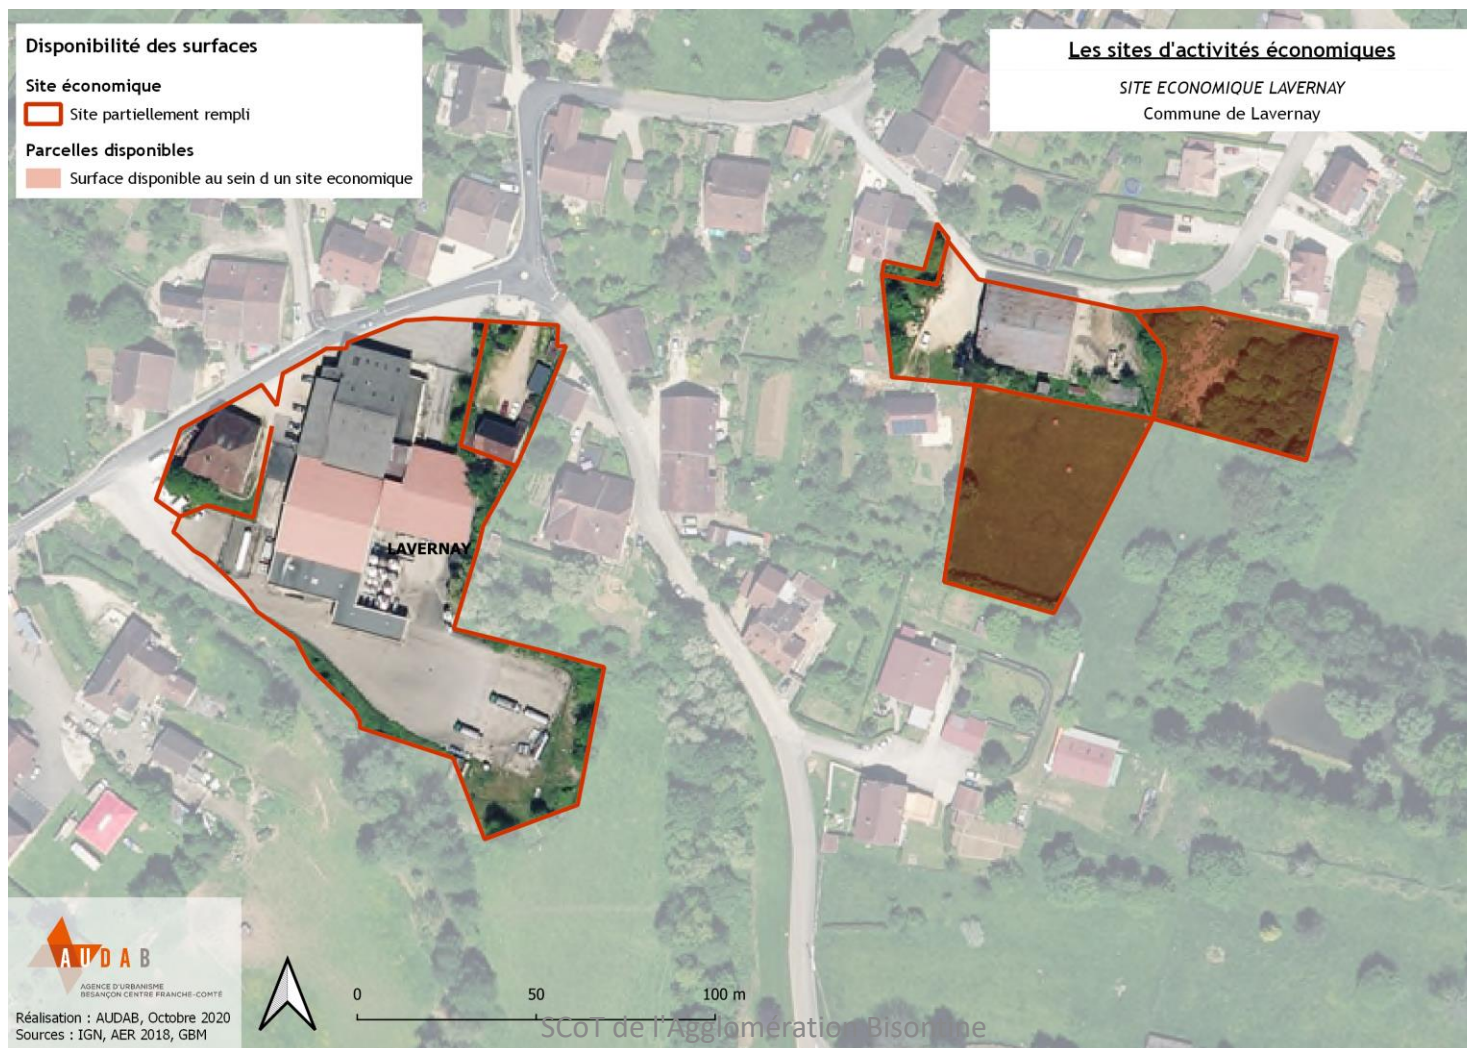 Disponibilité des surfaces
Site économique
Site partiellement rempli
Parcelles disponibles
Surface disponible au sein d un site economique
Les sites d'activités économiques
SITE ECONOMIQUE LAVERNAY
Commune de Lavernay
LAVERNAY
AUDAB
AGENCE D'URBANISME
BESANÇON CENTRE FRANCHE-COMTÉ
Réalisation : AUDAB, Octobre 2020
Sources : IGN, AER 2018, GBM
0 50 100 m
SCoT de l'Agglomération Bisontine